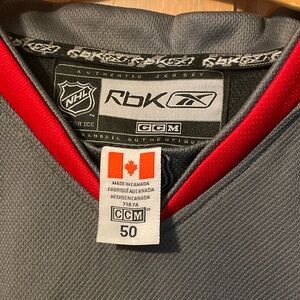 AUTHENTIC JERSEY
NHL
RbK
CCM
MADE IN CANADA
FABRIQUÉ AU CANADA
HECHO EN CANADA
CCM
50